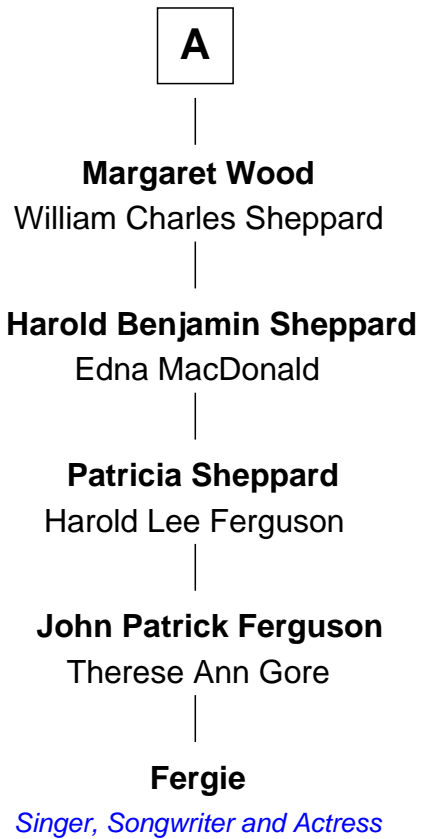 A
Margaret Wood
William Charles Sheppard
Harold Benjamin Sheppard
Edna MacDonald
Patricia Sheppard
Harold Lee Ferguson
John Patrick Ferguson
Therese Ann Gore
Fergie
Singer, Songwriter and Actress